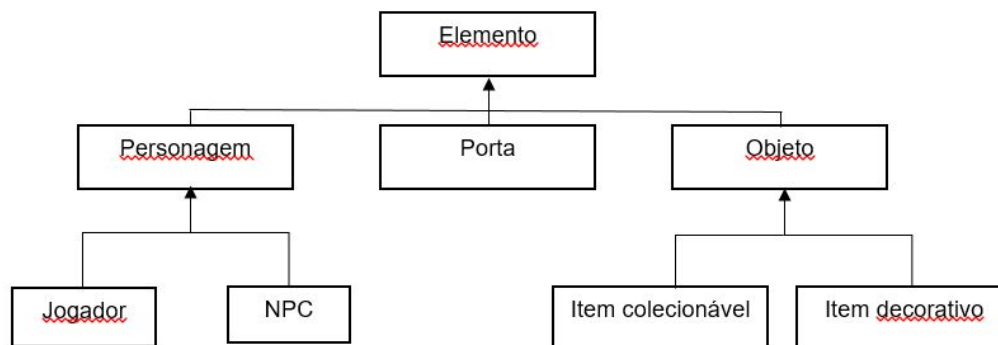 Elemento
Personagem
Porta
Objeto
Jogador
NPC
Item colecionável
Item decorativo